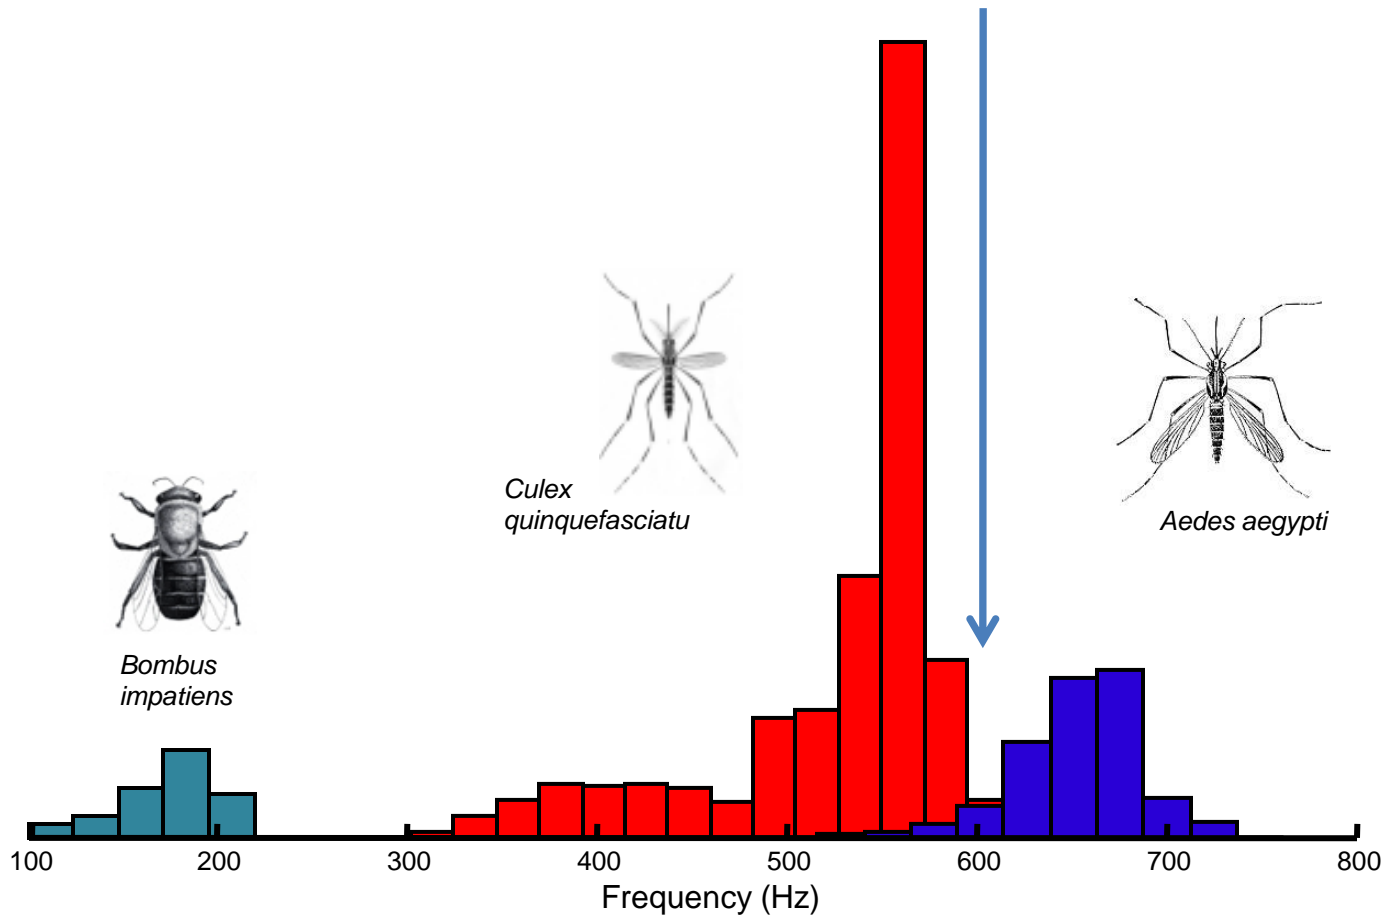 Culex
quinquefasciatu
Aedes aegypti
Bombus
impatiens
100 200 300 400 500 600 700 800
Frequency (Hz)